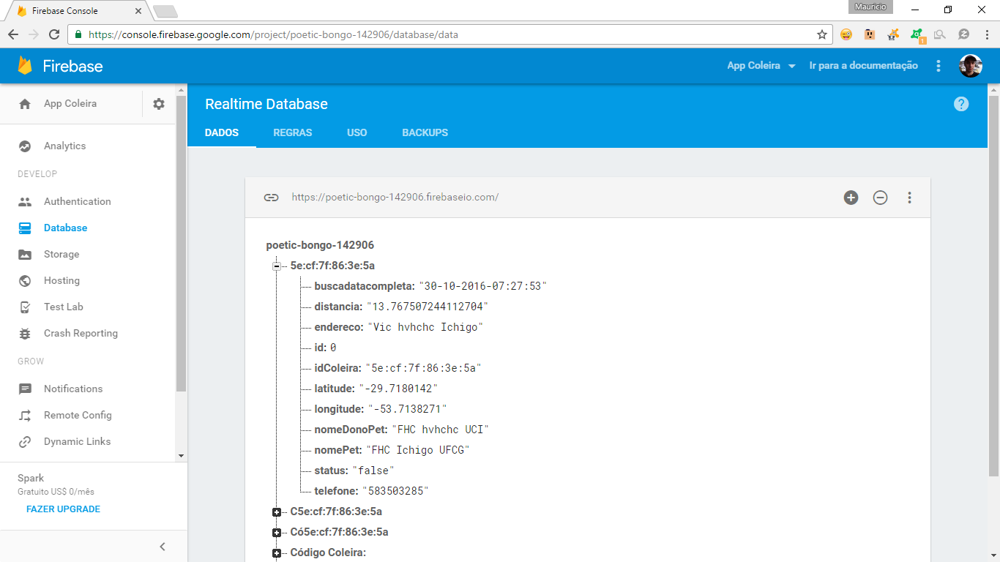 Firebase Console
Mauricio
https://console.firebase.google.com/project/poetic-bongo-142906/database/data
1
Firebase
App Coleira
Ir para a documentação
App Coleira
Realtime Database
?
DADOS REGRAS USO BACKUPS
Analytics
DEVELOP
Authentication
Database
Storage
Hosting
Test Lab
Crash Reporting
GROW
Notifications
Remote Config
Dynamic Links
Spark
Gratuito US$ 0/mês
FAZER UPGRADE
https://poetic-bongo-142906.firebaseio.com/
poetic-bongo-142906
5e:cf:7f:86:3e:5a
buscadatacompleta: "30-10-2016-07:27:53"
distancia: "13.767507244112704"
endereco: "Vic hvhchc Ichigo"
id: 0
idColeira: "5e:cf:7f:86:3e:5a"
latitude: "-29.7180142"
longitude: "-53.7138271"
nomeDonoPet: "FHC hvhchc UCI"
nomePet: "FHC Ichigo UFCG"
status: "false"
telefone: "583503285"
C5e:cf:7f:86:3e:5a
Có5e:cf:7f:86:3e:5a
Código Coleira: